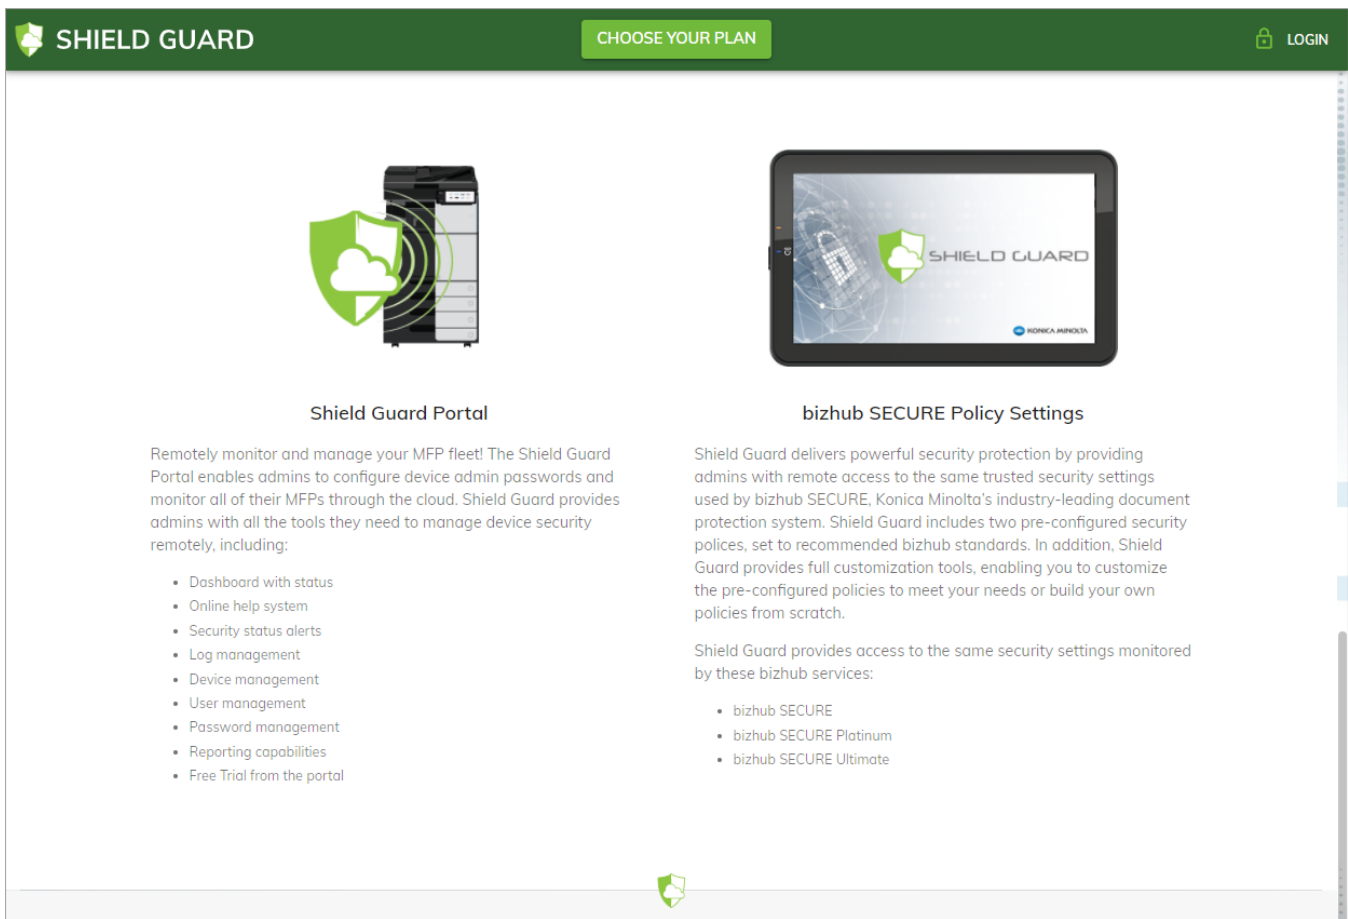 SHIELD GUARD
CHOOSE YOUR PLAN
LOGIN
SHIELD GUARD
KONICA MINOLTA
Shield Guard Portal
Remotely monitor and manage your MFP fleet! The Shield Guard
Portal enables admins to configure device admin passwords and
monitor all of their MFPs through the cloud. Shield Guard provides
admins with all the tools they need to manage device security
remotely, including:
• Dashboard with status
• Online help system
• Security status alerts
• Log management
• Device management
• User management
• Password management
• Reporting capabilities
• Free Trial from the portal
bizhub SECURE Policy Settings
Shield Guard delivers powerful security protection by providing
admins with remote access to the same trusted security settings
used by bizhub SECURE, Konica Minolta's industry-leading document
protection system. Shield Guard includes two pre-configured security
polices, set to recommended bizhub standards. In addition, Shield
Guard provides full customization tools, enabling you to customize
the pre-configured policies to meet your needs or build your own
policies from scratch.
Shield Guard provides access to the same security settings monitored
by these bizhub services:
• bizhub SECURE
• bizhub SECURE Platinum
• bizhub SECURE Ultimate